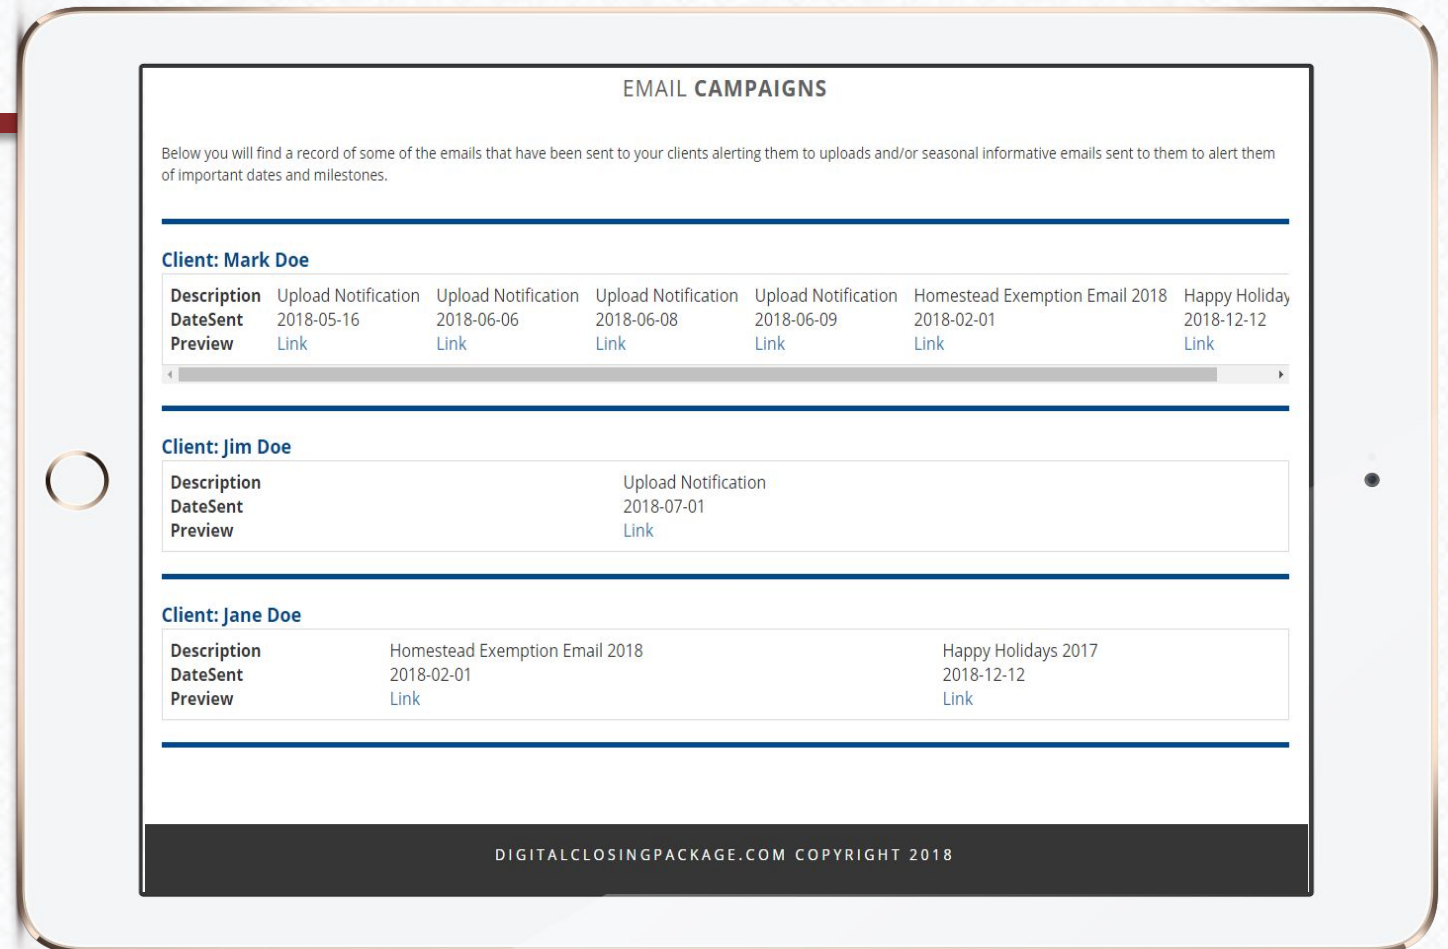 EMAIL CAMPAIGNS
Below you will find a record of some of the emails that have been sent to your clients alerting them to uploads and/or seasonal informative emails sent to them to alert them
of important dates and milestones.
Client: Mark Doe
Description Upload Notification Upload Notification Upload Notification Upload Notification Homestead Exemption Email 2018 Happy Holiday
DateSent 2018-05-16 2018-06-06 2018-06-08 2018-06-09 2018-02-01 2018-12-12
Preview Link Link Link Link Link Link
Client: Jim Doe
Description Upload Notification
DateSent 2018-07-01
Preview Link
Client: Jane Doe
Description Homestead Exemption Email 2018 Happy Holidays 2017
DateSent 2018-02-01 2018-12-12
Preview Link Link
DIGITALCLOSINGPACKAGE.COM COPYRIGHT 2018